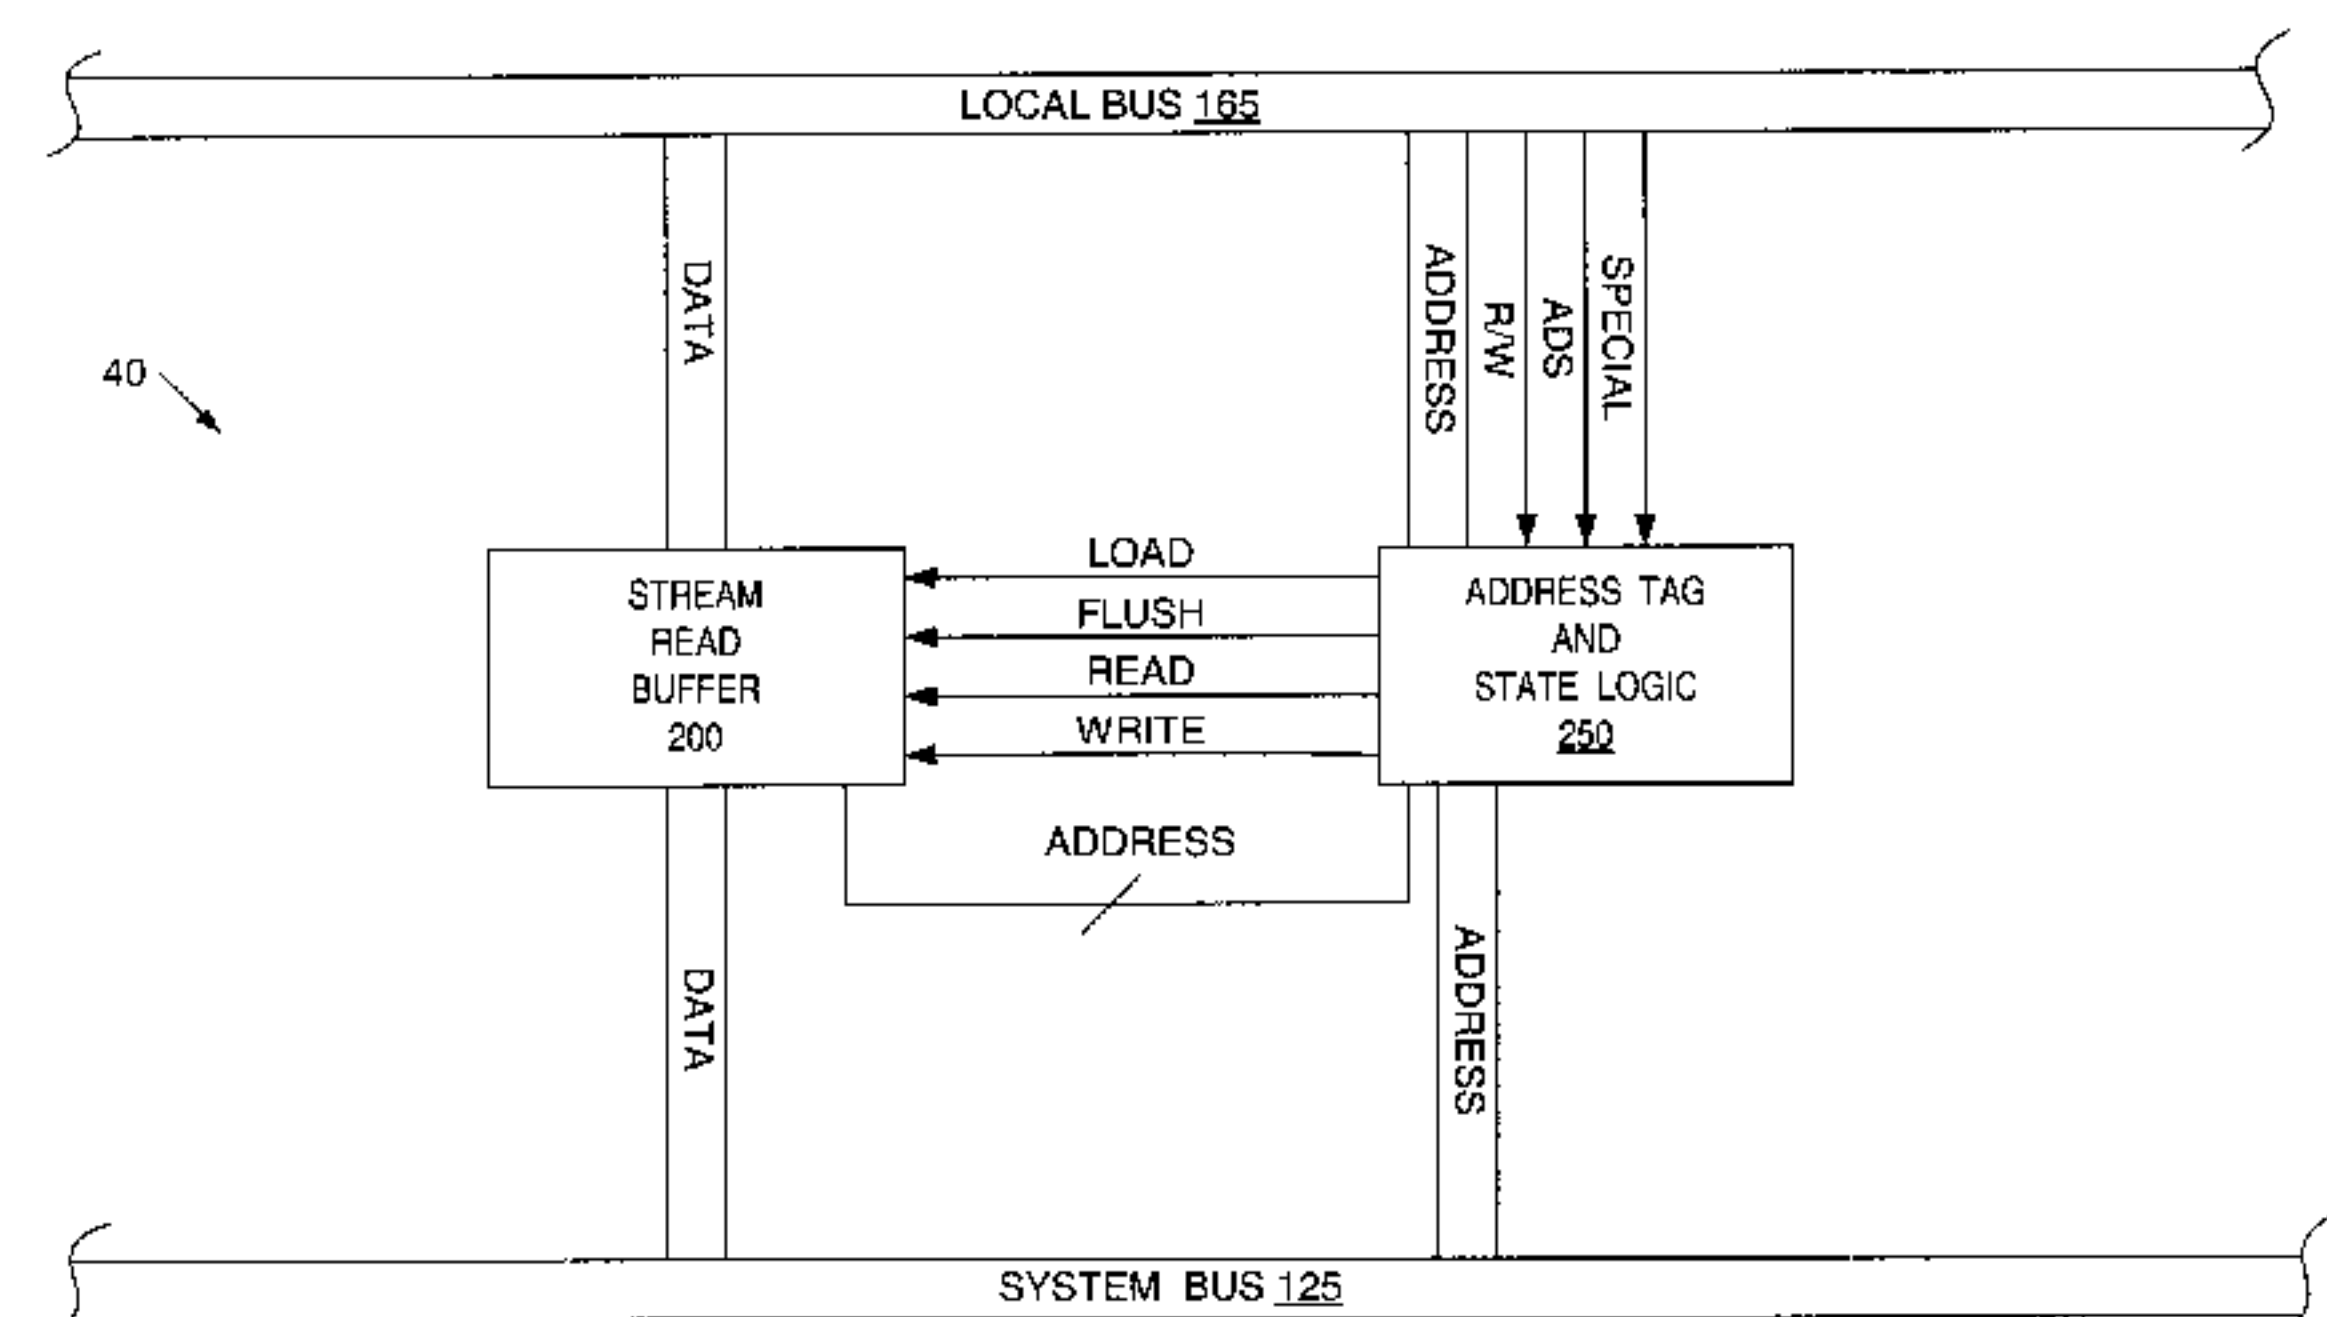 LOCAL BUS 165
DATA
ADDRESS
R/W
ADS
SPECIAL
40
LOAD
FLUSH
READ
WRITE
STREAM
READ
BUFFER
200
ADDRESS TAG
AND
STATE LOGIC
250
ADDRESS
DATA
ADDRESS
SYSTEM BUS 125